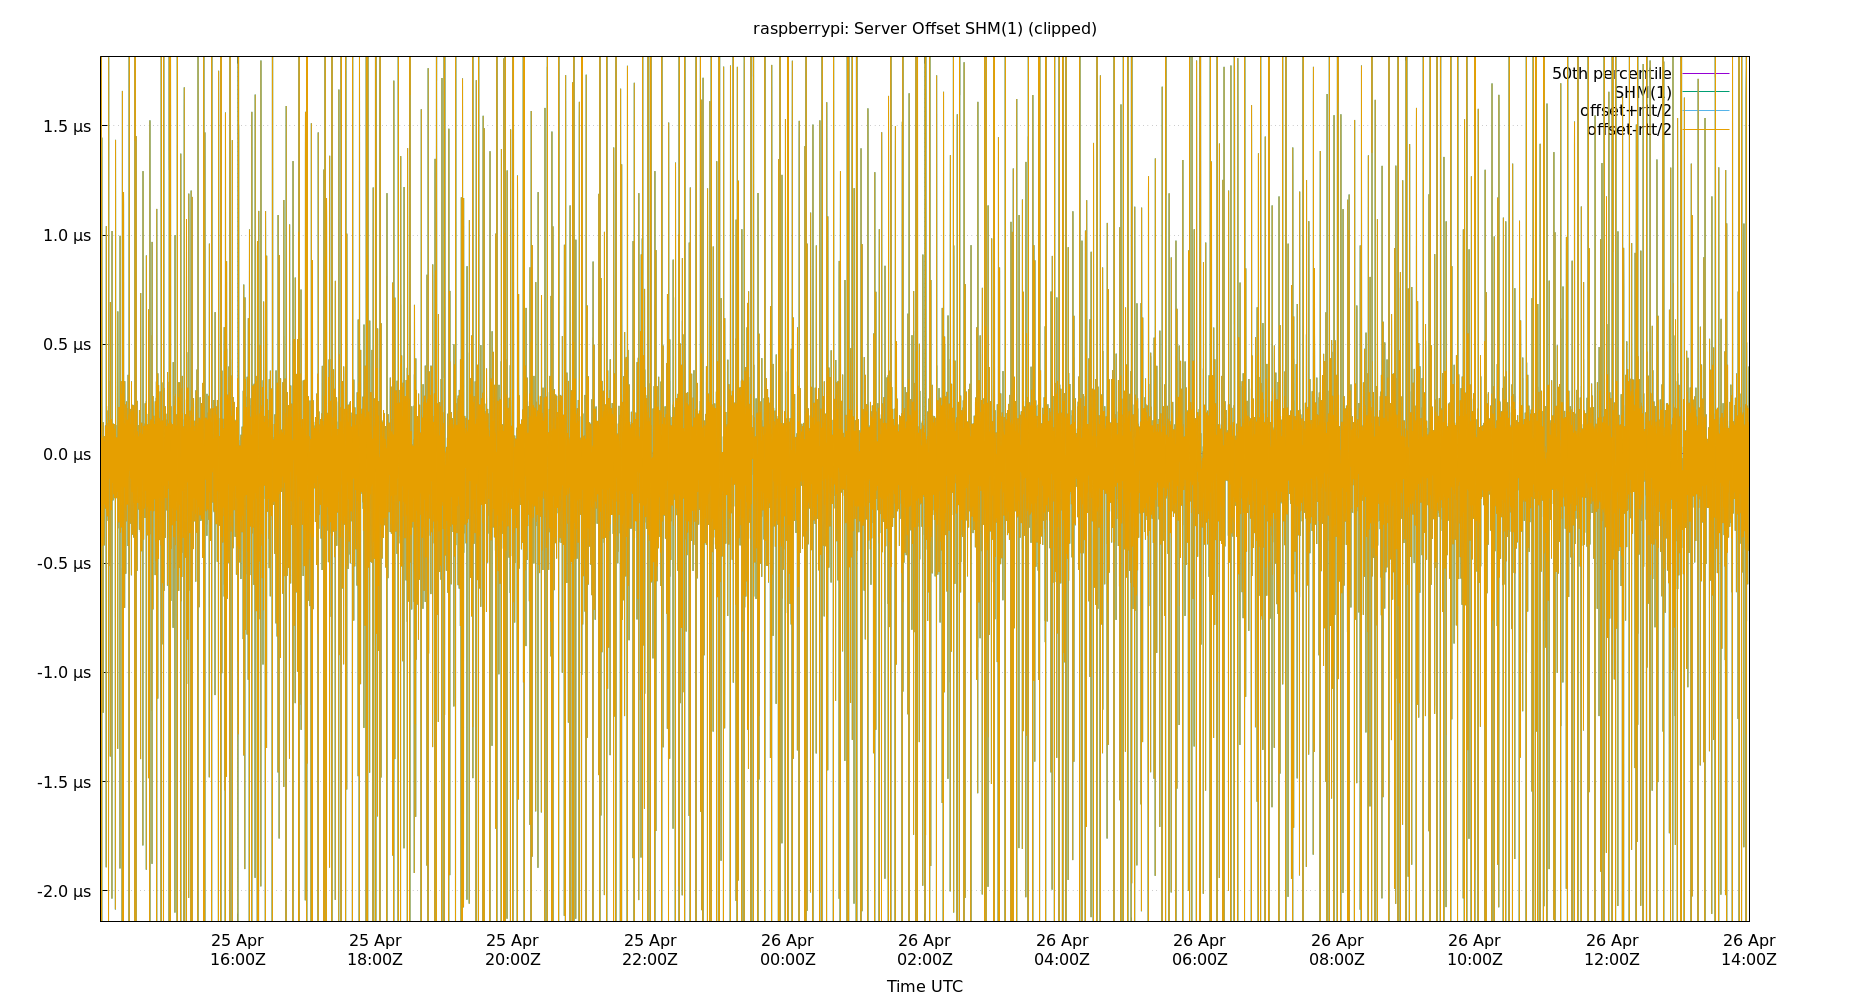 raspberrypi: Server Offset SHM(1) (clipped)
50th percentile
SHM(1)
offset+rtt/2
offset-rtt/2
1.5 µs
1.0 µs
0.5 µs
0.0 µs
-0.5 µs
-1.0 µs
-1.5 µs
-2.0 µs
25 Apr 25 Apr 25 Apr 25 Apr 26 Apr 26 Apr 26 Apr 26 Apr 26 Apr 26 Apr 26 Apr 26 Apr
16:00Z 18:00Z 20:00Z 22:00Z 00:00Z 02:00Z 04:00Z 06:00Z 08:00Z 10:00Z 12:00Z 14:00Z
Time UTC